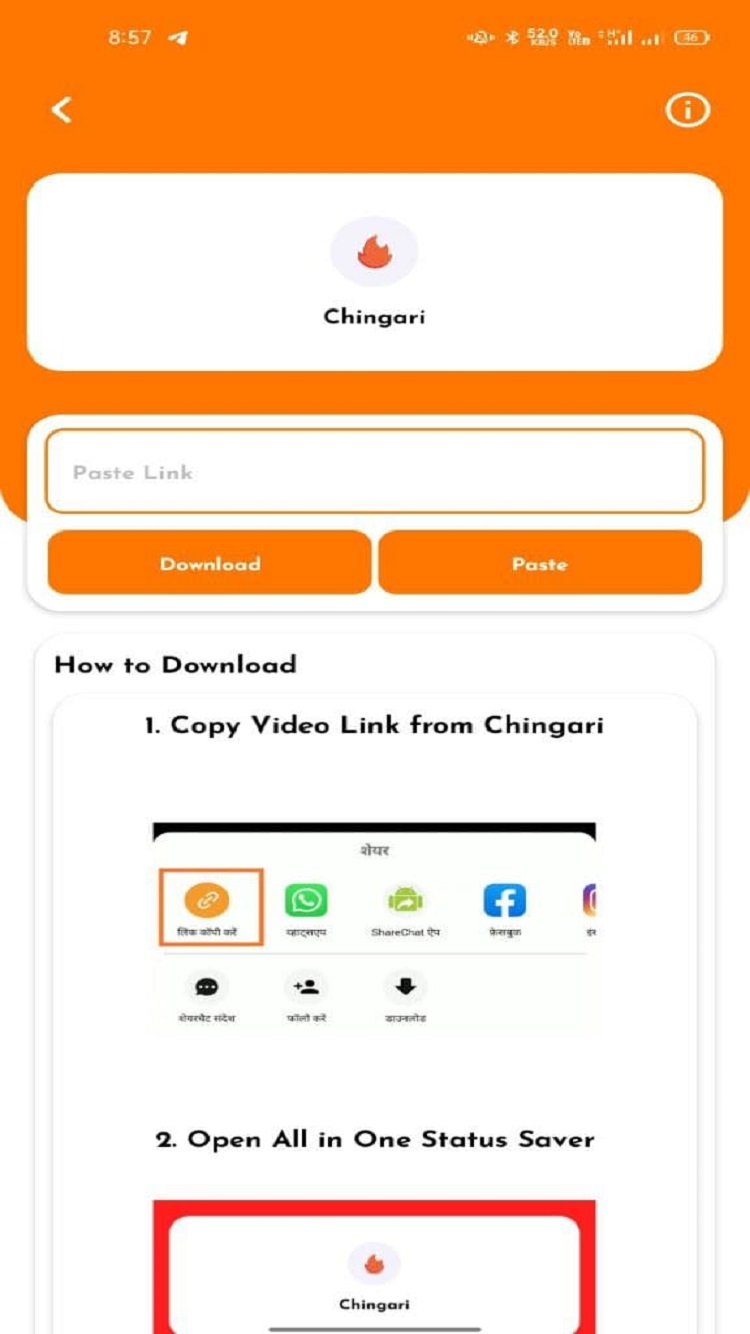 8:57
52.0 KB/S
46
Chingari
Paste Link
Download Paste
How to Download
1. Copy Video Link from Chingari
शेयर
लिंक कॉपी करें व्हाट्सएप ShareChat ऐप फ़ेसबुक
शेयरचैट संदेश फॉलो करें डाउनलोड
2. Open All in One Status Saver
Chingari